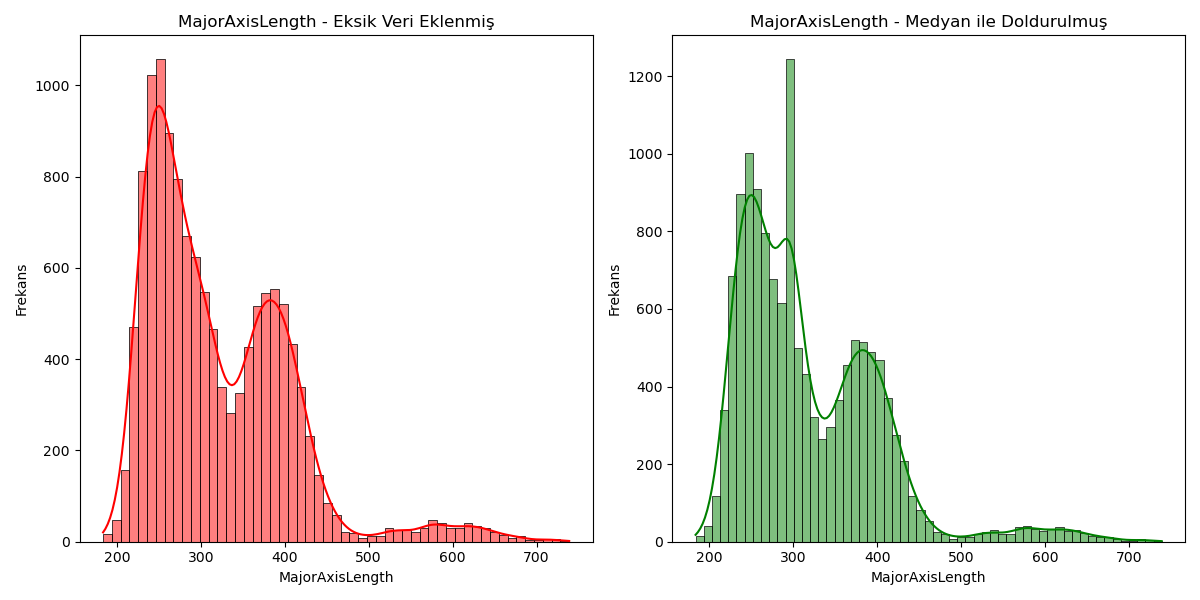 MajorAxisLength - Eksik Veri Eklenmiş
Frekans
1000
800
600
400
200
0
200 300 400 500 600 700
MajorAxisLength
MajorAxisLength - Medyan ile Doldurulmuş
Frekans
1200
1000
800
600
400
200
0
200 300 400 500 600 700
MajorAxisLength